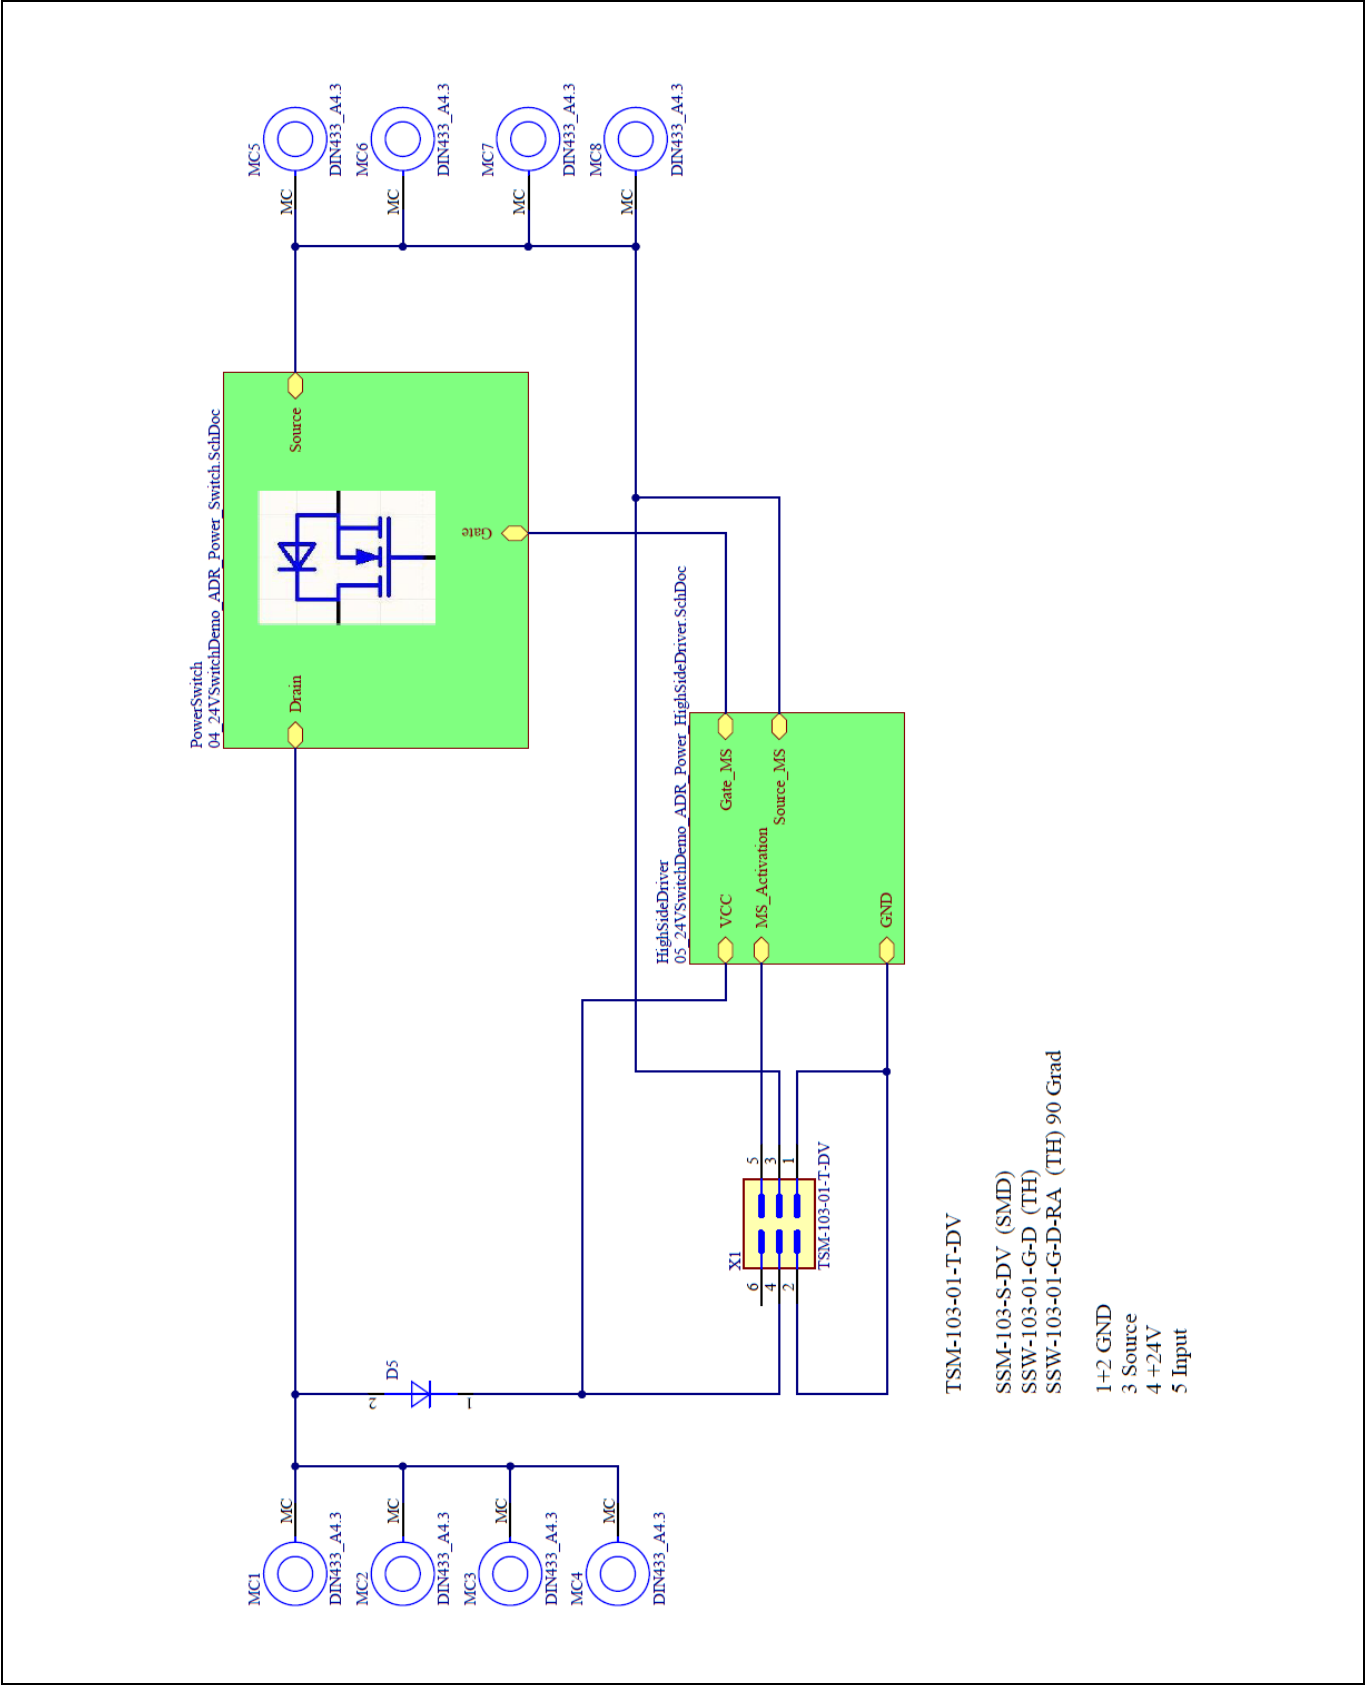 PowerSwitch
04_24VSwitchDemo_ADR_Power_Switch.SchDoc
Drain
Source
Gate
MC1
MC
DIN433_A4.3
MC2
MC
DIN433_A4.3
MC3
MC
DIN433_A4.3
MC4
MC
DIN433_A4.3
MC5
MC
DIN433_A4.3
MC6
MC
DIN433_A4.3
MC7
MC
DIN433_A4.3
MC8
MC
DIN433_A4.3
D5
2
1
HighSideDriver
05_24VSwitchDemo_ADR_Power_HighSideDriver.SchDoc
VCC
Gate_MS
MS_Activation
Source_MS
GND
X1
6
5
4
3
2
1
TSM-103-01-T-DV
TSM-103-01-T-DV
SSM-103-S-DV (SMD)
SSW-103-01-G-D (TH)
SSW-103-01-G-D-RA (TH) 90 Grad
1+2 GND
3 Source
4 +24V
5 Input